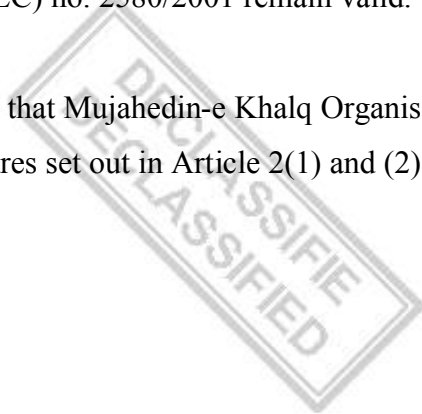 EC) no. 2580/2001 remain valid.
that Mujahedin-e Khalq Organis
res set out in Article 2(1) and (2)
DECLASSIFIE
DECLASSIFIED